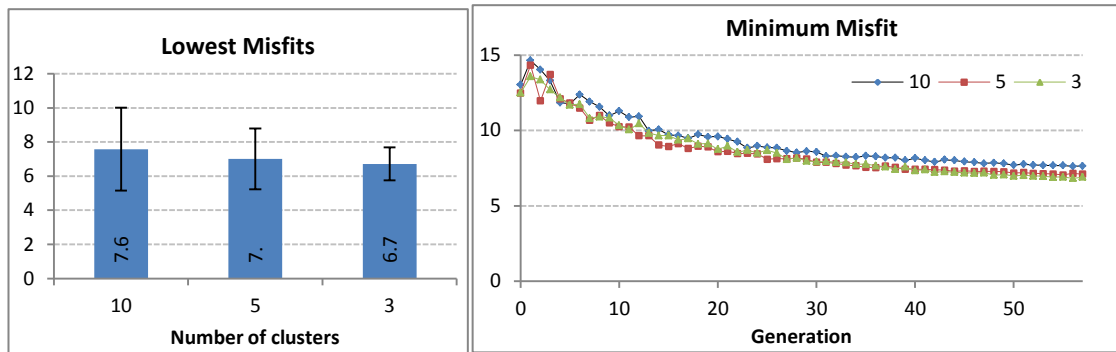 Lowest Misfits
12
10
8
6
4
2
0
7.6
7.
6.7
10 5 3
Number of clusters
Minimum Misfit
15
10
5
0
10 5 3
0 10 20 30 40 50
Generation